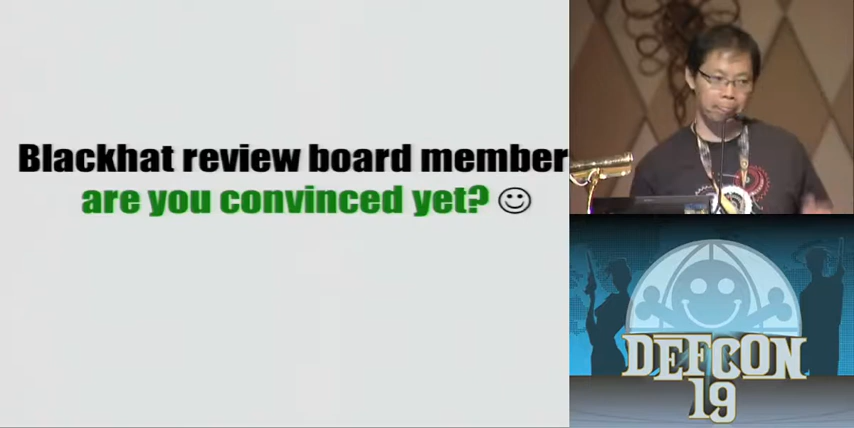 Blackhat review board member
are you convinced yet? ☺
DEFCON
19